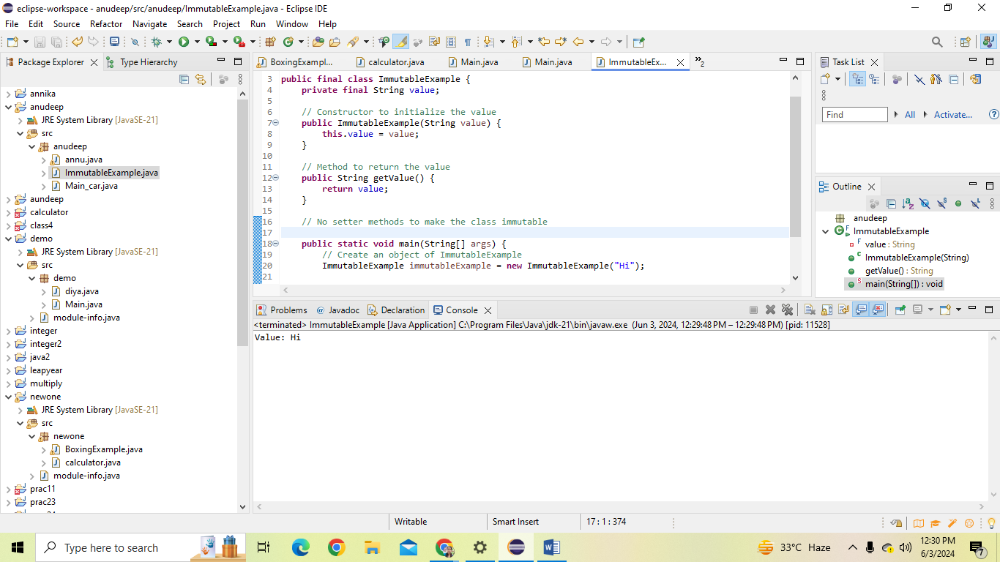 eclipse-workspace - anudeep/src/anudeep/ImmutableExample.java - Eclipse IDE
File Edit Source Refactor Navigate Search Project Run Window Help
Package Explorer Type Hierarchy
annika
anudeep
JRE System Library [JavaSE-21]
src
anudeep
annu.java
ImmutableExample.java
Main_car.java
aundeep
calculator
class4
demo
JRE System Library [JavaSE-21]
src
demo
diya.java
Main.java
module-info.java
integer
integer2
java2
leapyear
multiply
newone
JRE System Library [JavaSE-21]
src
newone
BoxingExample.java
calculator.java
module-info.java
prac11
prac23
BoxingExampl... calculator.java Main.java Main.java ImmutableEx... »2
3 public final class ImmutableExample {
4 private final String value;
5
6 // Constructor to initialize the value
7 public ImmutableExample(String value) {
8 this.value = value;
9 }
10
11 // Method to return the value
12 public String getValue() {
13 return value;
14 }
15
16 // No setter methods to make the class immutable
17
18 public static void main(String[] args) {
19 // Create an object of ImmutableExample
20 ImmutableExample immutableExample = new ImmutableExample("Hi");
21
Task List
Find All Activate...
Outline
anudeep
ImmutableExample
value : String
ImmutableExample(String)
getValue() : String
main(String[]) : void
Problems @ Javadoc Declaration Console
<terminated> ImmutableExample [Java Application] C:\Program Files\Java\jdk-21\bin\javaw.exe (Jun 3, 2024, 12:29:48 PM – 12:29:48 PM) [pid: 11528]
Value: Hi
Writable Smart Insert 17 : 1 : 374
Type here to search
33°C Haze
12:30 PM
6/3/2024
7